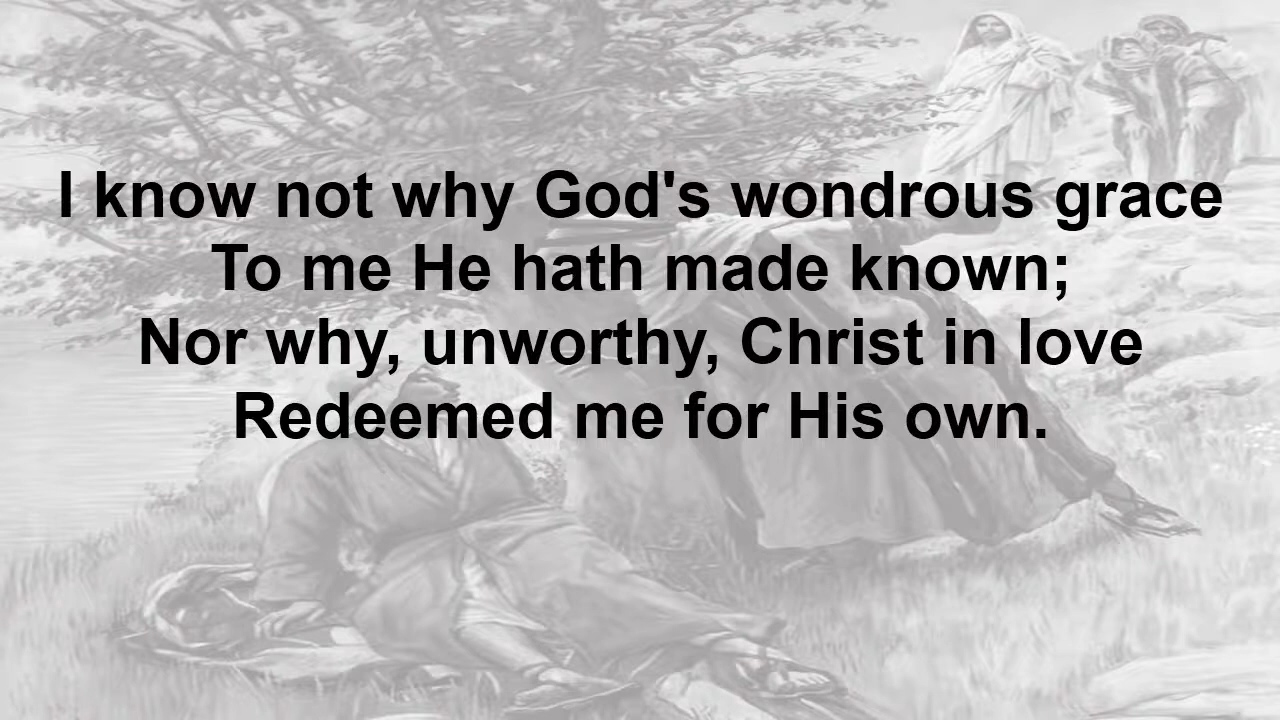 I know not why God's wondrous grace
To me He hath made known;
Nor why, unworthy, Christ in love
Redeemed me for His own.